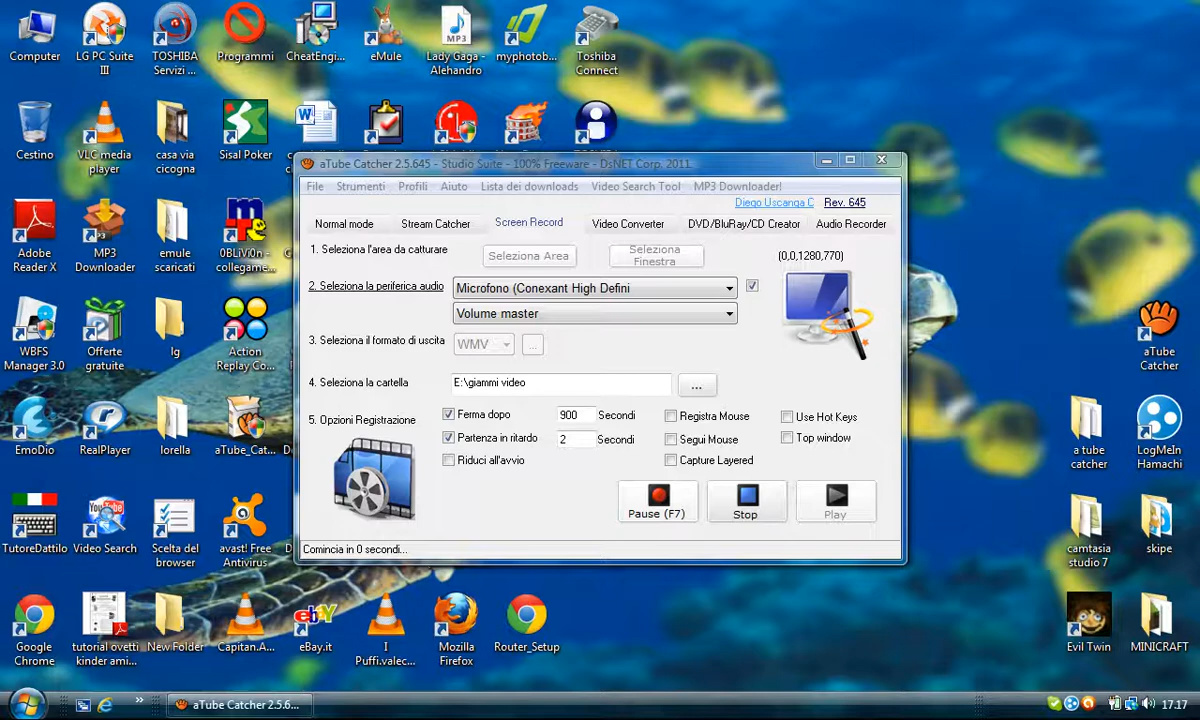 Computer
LG PC Suite
III
TOSHIBA
Servizi ...
Programmi
CheatEngi...
eMule
MP3
Lady Gaga -
Alehandro
myphotob...
Toshiba
Connect
Cestino
VLC media
player
casa via
cicogna
Sisal Poker
aTube Catcher 2.5.645 - Studio Suite - 100% Freeware - DsNET Corp. 2011
File Strumenti Profili Aiuto Lista dei downloads Video Search Tool MP3 Downloader!
Diego Uscanga C Rev. 645
Normal mode Stream Catcher Screen Record Video Converter DVD/BluRay/CD Creator Audio Recorder
1. Seleziona l'area da catturare
Seleziona Area
Seleziona
Finestra
(0,0,1280,770)
2. Seleziona la periferica audio
Microfono (Conexant High Defini
Volume master
3. Seleziona il formato di uscita
WMV
...
4. Seleziona la cartella
E:\giammi video
...
5. Opzioni Registrazione
Ferma dopo 900 Secondi
Registra Mouse
Use Hot Keys
Partenza in ritardo 2 Secondi
Segui Mouse
Top window
Riduci all'avvio
Capture Layered
Pause (F7)
Stop
Play
Comincia in 0 secondi...
Adobe
Reader X
MP3
Downloader
emule
scaricati
0BLiVi0n -
collegame...
WBFS
Manager 3.0
Offerte
gratuite
lg
Action
Replay Co...
aTube
Catcher
EmoDio
RealPlayer
lorella
aTube_Cat...
a tube
catcher
LogMeIn
Hamachi
TutoreDattilo
YouTube
Video Search
Scelta del
browser
avast! Free
Antivirus
camtasia
studio 7
skipe
Google
Chrome
tutorial ovetti
kinder ami...
New Folder
Capitan.A...
ebY
eBay.it
I
Puffi.valec...
Mozilla
Firefox
Router_Setup
Evil Twin
MINICRAFT
aTube Catcher 2.5.6...
17.17